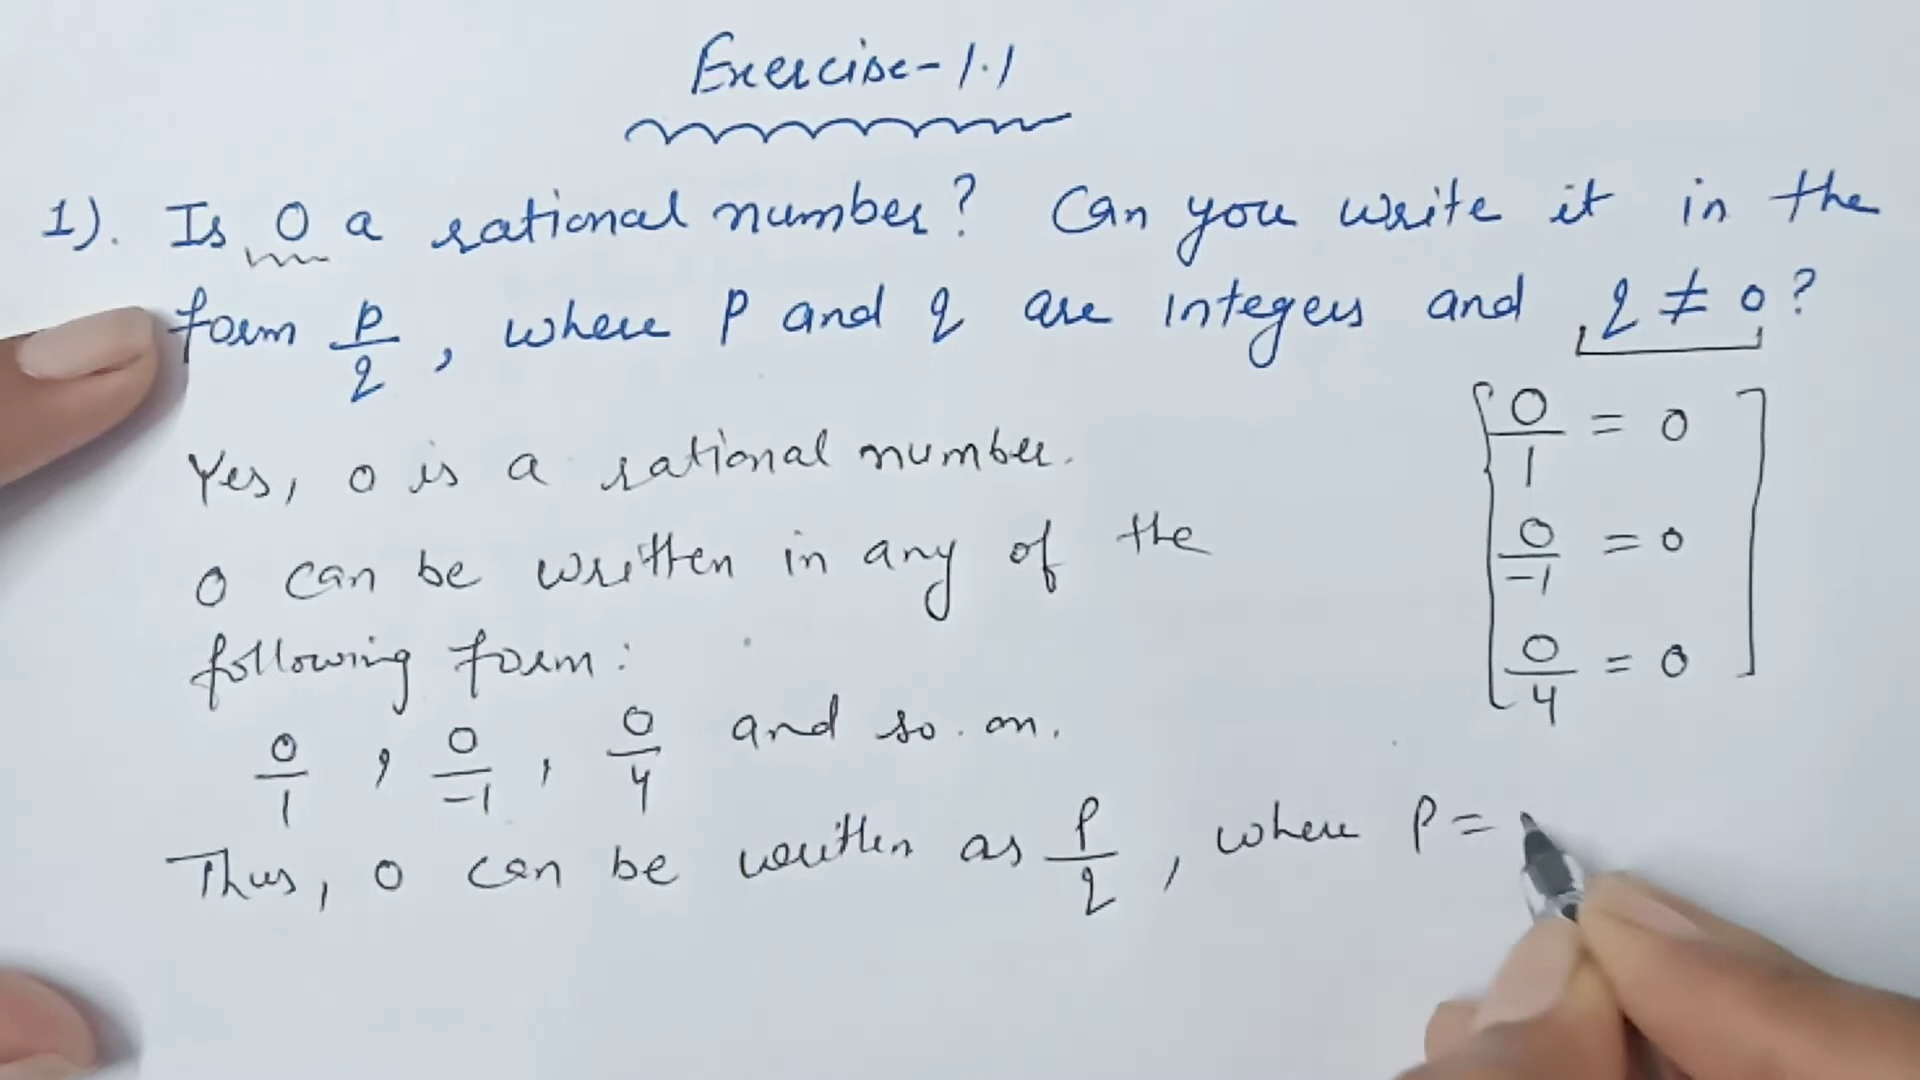 Exercise-1.1
1). Is 0 a rational number? Can you write it in the
form p/q, where p and q are integers and q ≠ 0?
0/1 = 0
Yes, 0 is a rational number.
0/-1 = 0
0 can be written in any of the
following form:
0/4 = 0
0/1, 0/-1, 0/4 and so on.
Thus, 0 can be written as p/q, where p =